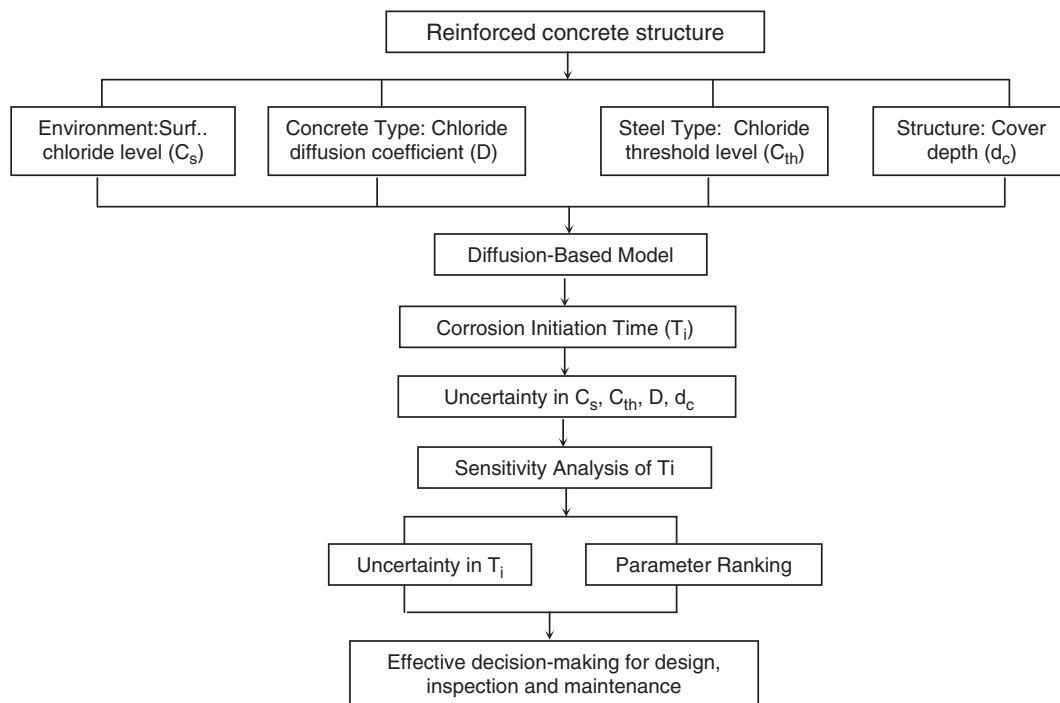 Reinforced concrete structure
Environment:Surf..
chloride level (Cs)
Concrete Type: Chloride
diffusion coefficient (D)
Steel Type: Chloride
threshold level (Cth)
Structure: Cover
depth (dc)
Diffusion-Based Model
Corrosion Initiation Time (Ti)
Uncertainty in Cs, Cth, D, dc
Sensitivity Analysis of Ti
Uncertainty in Ti
Parameter Ranking
Effective decision-making for design,
inspection and maintenance